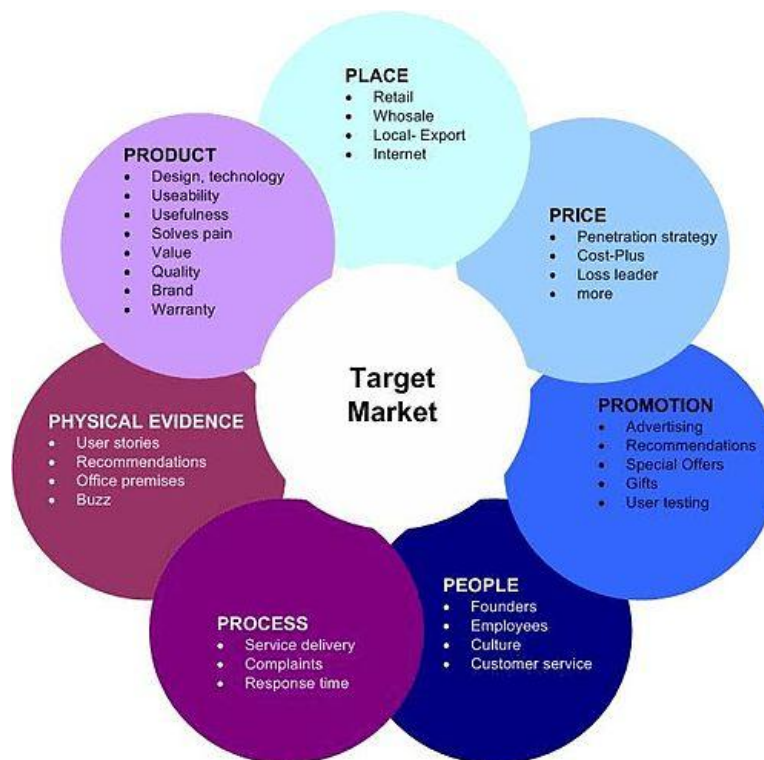 PLACE
• Retail
• Whosale
• Local- Export
• Internet
PRICE
• Penetration strategy
• Cost-Plus
• Loss leader
• more
PROMOTION
• Advertising
• Recommendations
• Special Offers
• Gifts
• User testing
PEOPLE
• Founders
• Employees
• Culture
• Customer service
PROCESS
• Service delivery
• Complaints
• Response time
PHYSICAL EVIDENCE
• User stories
• Recommendations
• Office premises
• Buzz
PRODUCT
• Design, technology
• Useability
• Usefulness
• Solves pain
• Value
• Quality
• Brand
• Warranty
Target
Market